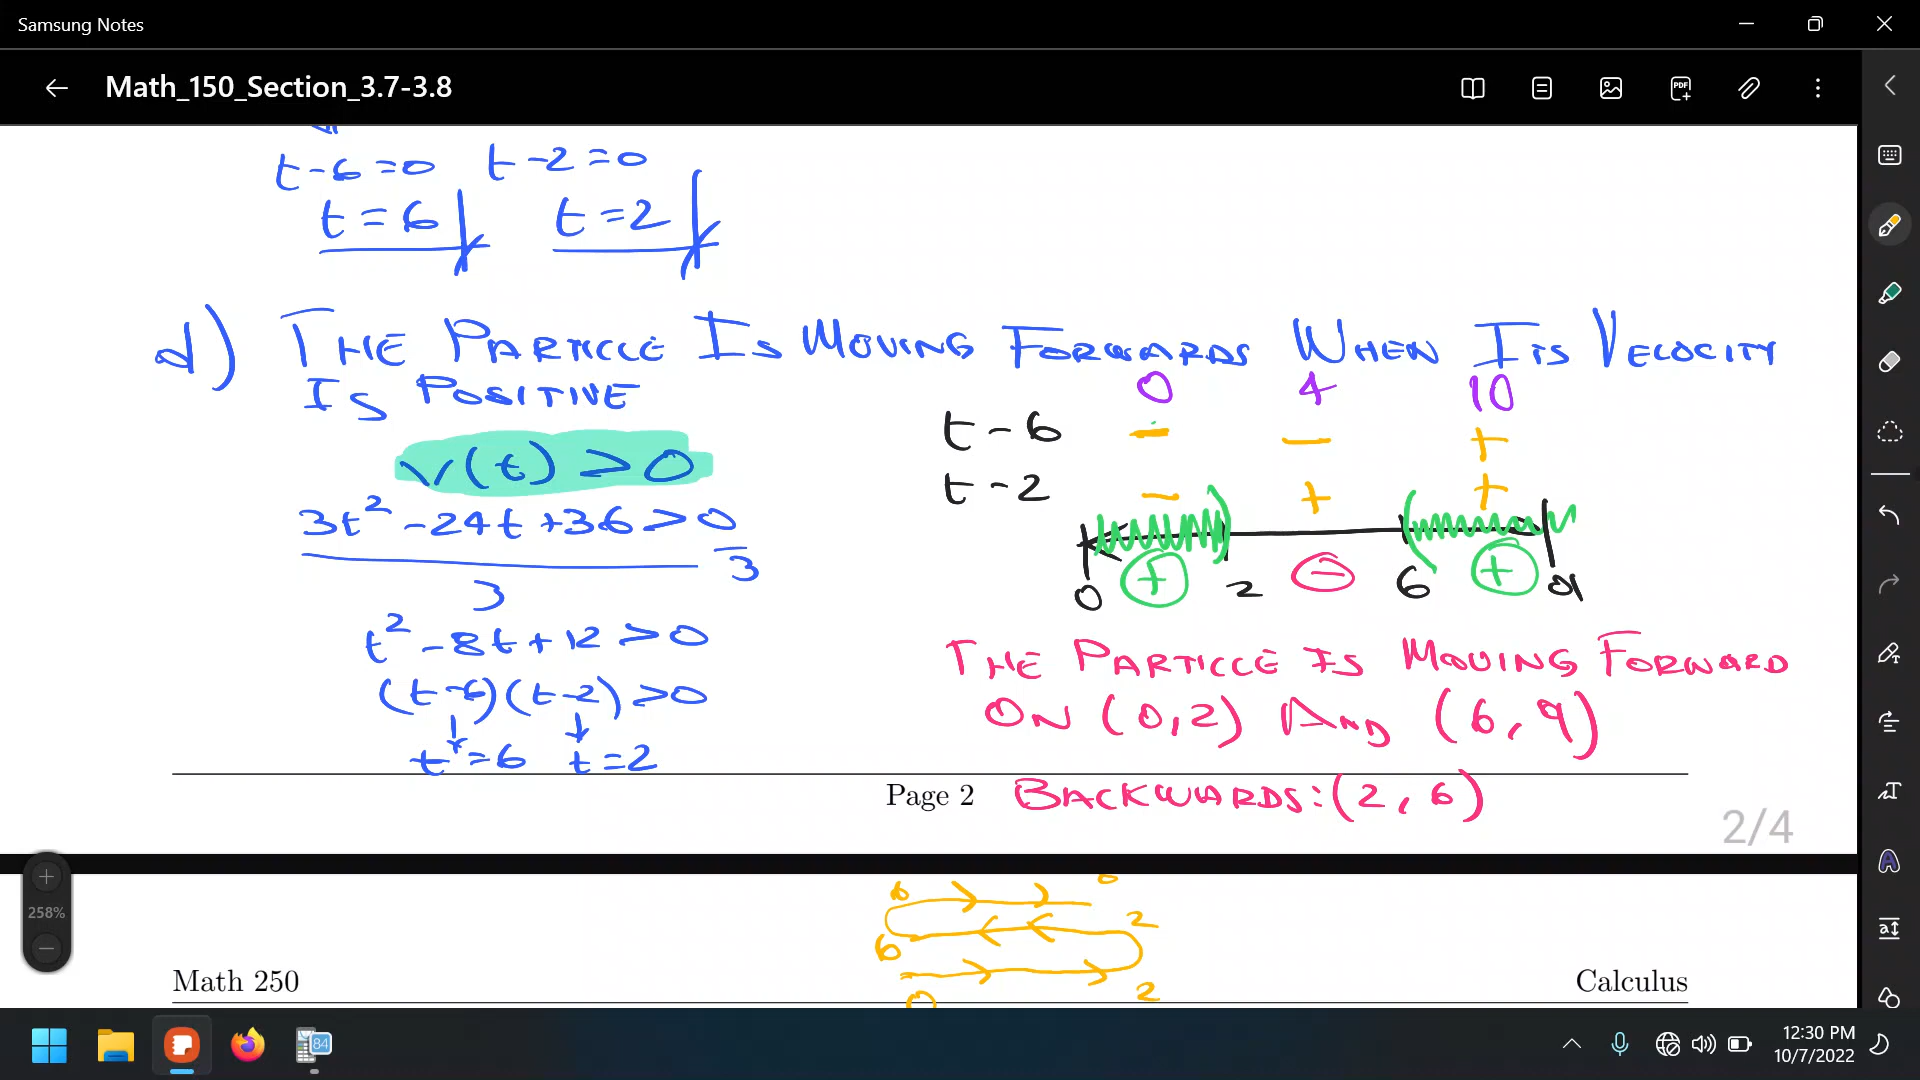 Samsung Notes
Math_150_Section_3.7-3.8
t-6=0 t-2=0
t=6 t=2
d) THE PARTICLE IS MOVING FORWARDS WHEN ITS VELOCITY
IS POSITIVE
v(t) > 0
3t² - 24t + 36 > 0
3 3
t² - 8t + 12 > 0
(t-6)(t-2) > 0
t=6 t=2
0 4 10
t-6 - - +
t-2 - + +
0 + 2 - 6 + 9
THE PARTICLE IS MOVING FORWARD
ON (0,2) AND (6,9)
Page 2
BACKWARDS: (2,6)
2/4
258%
6
2
6
0
2
Math 250 Calculus
PDF
84
12:30 PM
10/7/2022